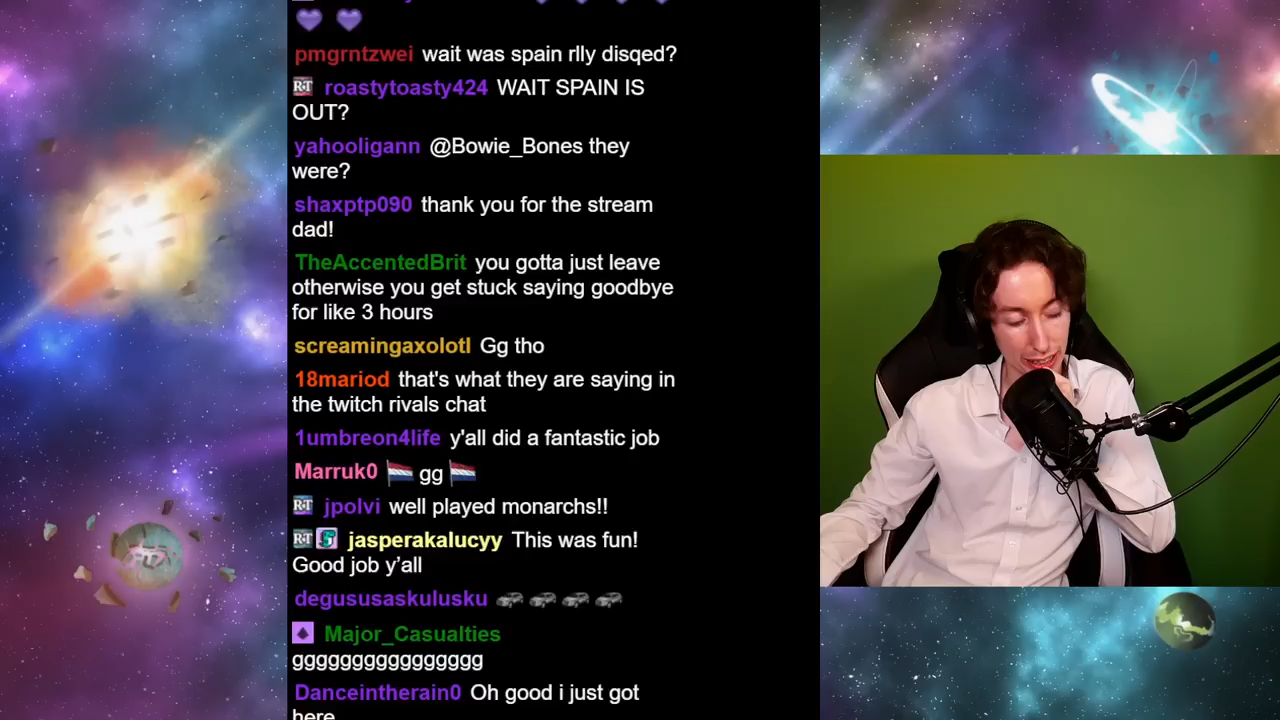 pmgrntzwei wait was spain rlly disqed?
RT roastytoasty424 WAIT SPAIN IS
OUT?
yahooligann @Bowie_Bones they
were?
shaxptp090 thank you for the stream
dad!
TheAccentedBrit you gotta just leave
otherwise you get stuck saying goodbye
for like 3 hours
screamingaxolotl Gg tho
18mariod that's what they are saying in
the twitch rivals chat
1umbreon4life y'all did a fantastic job
Marruk0 gg
RT jpolvi well played monarchs!!
RT jasperakalucyy This was fun!
Good job y’all
degususaskulusku
Major_Casualties
gggggggggggggggg
Danceintherain0 Oh good i just got
here